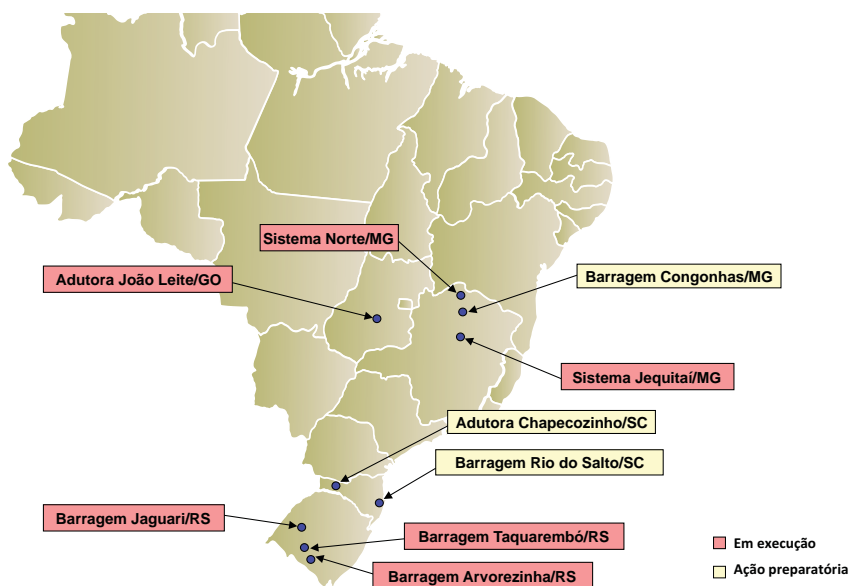 Sistema Norte/MG
Adutora João Leite/GO
Barragem Congonhas/MG
Sistema Jequitaí/MG
Adutora Chapecozinho/SC
Barragem Rio do Salto/SC
Barragem Jaguari/RS
Barragem Taquarembó/RS
Barragem Arvorezinha/RS
Em execução
Ação preparatória